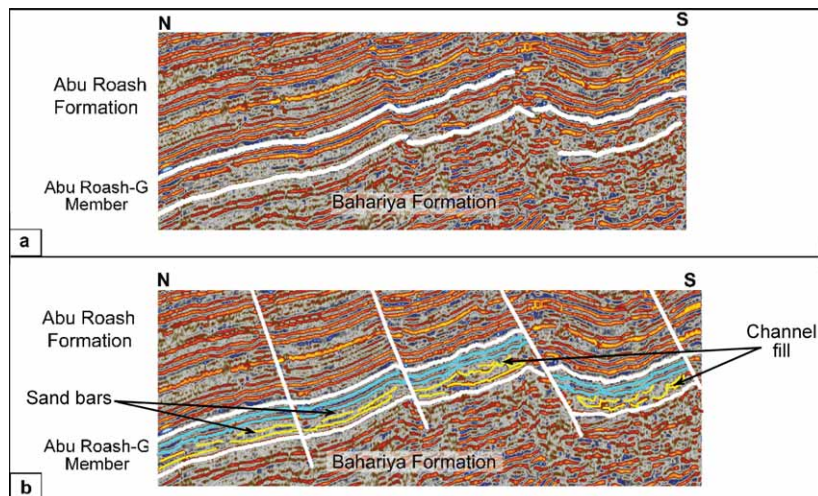 N
S
Abu Roash
Formation
Abu Roash-G
Member
Bahariya Formation
a
N
S
Abu Roash
Formation
Channel
fill
Sand bars
Abu Roash-G
Member
Bahariya Formation
b